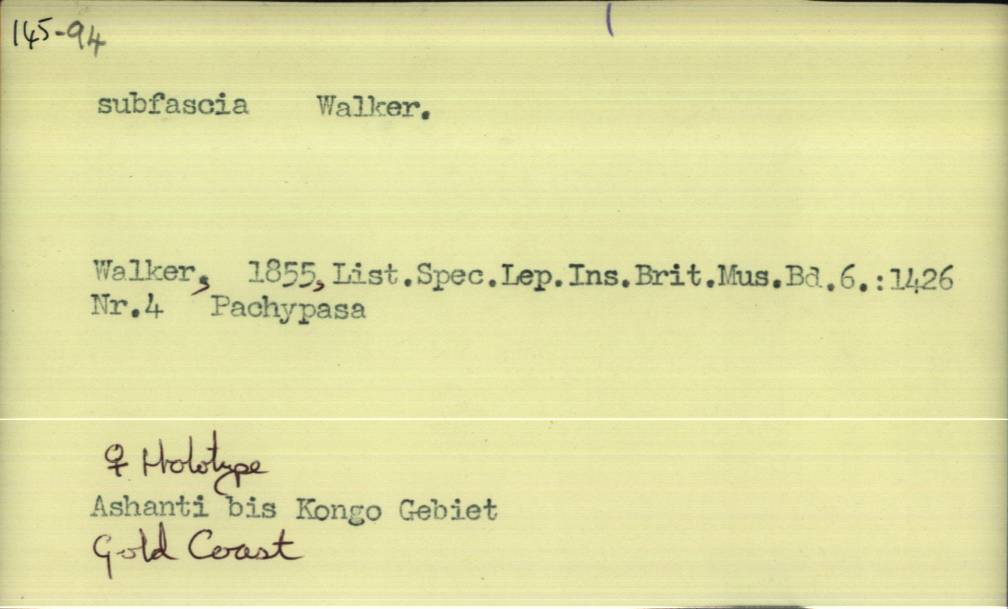 145-94
subfascia Walker.
Walker, 1855, List.Spec.Lep.Ins.Brit.Mus.Bd.6.:1426
Nr.4 Pachypasa
♀ Holotype
Ashanti bis Kongo Gebiet
Gold Coast